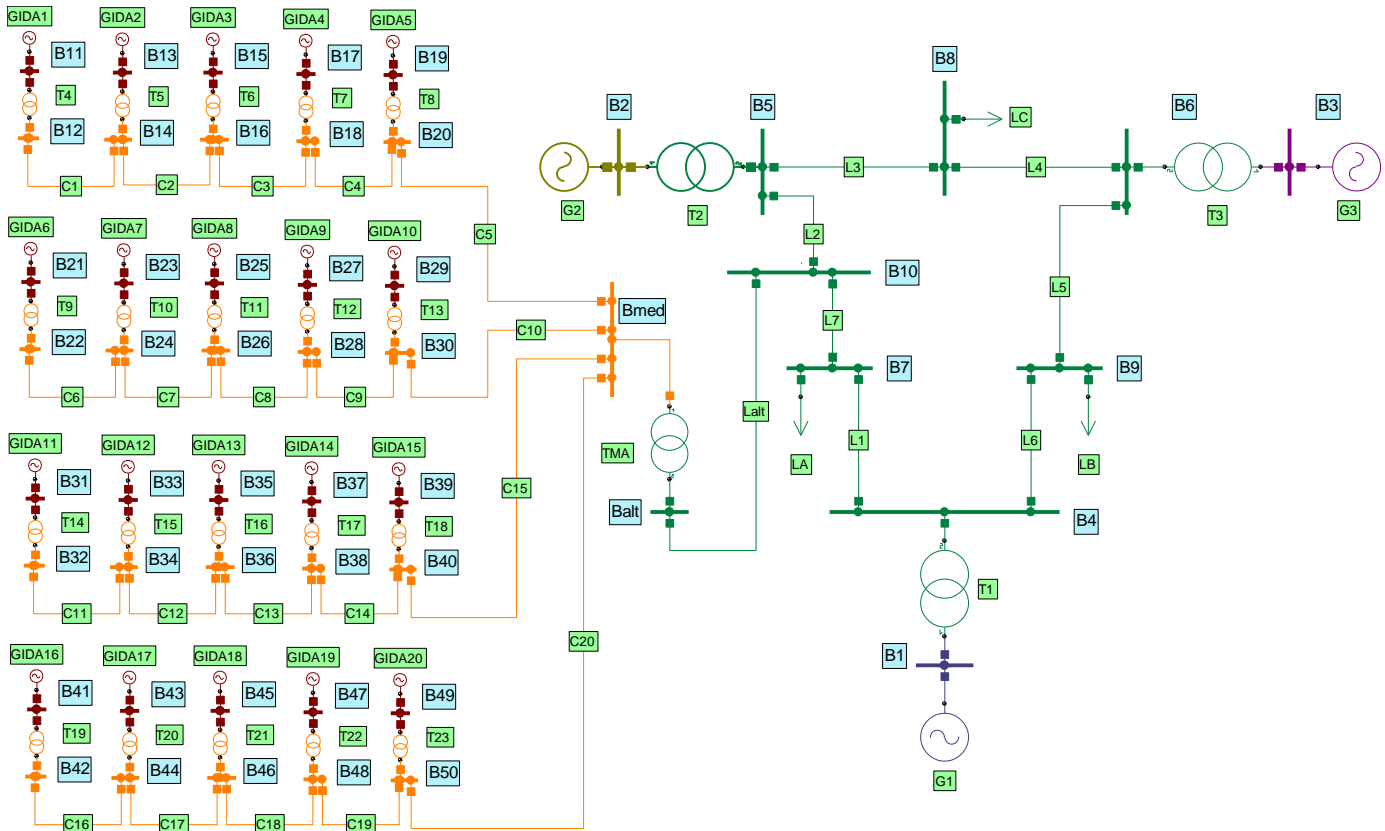 GIDA1 GIDA2 GIDA3 GIDA4 GIDA5
B11 B13 B15 B17 B19
T4 T5 T6 T7 T8
B12 B14 B16 B18 B20
C1 C2 C3 C4
C5
GIDA6 GIDA7 GIDA8 GIDA9 GIDA10
B21 B23 B25 B27 B29
T9 T10 T11 T12 T13
B22 B24 B26 B28 B30
C6 C7 C8 C9
C10
GIDA11 GIDA12 GIDA13 GIDA14 GIDA15
B31 B33 B35 B37 B39
T14 T15 T16 T17 T18
B32 B34 B36 B38 B40
C11 C12 C13 C14
C15
GIDA16 GIDA17 GIDA18 GIDA19 GIDA20
B41 B43 B45 B47 B49
T19 T20 T21 T22 T23
B42 B44 B46 B48 B50
C16 C17 C18 C19
C20
Bmed
TMA
Balt
Lalt
B8
B2 B5 B6 B3
LC
L3 L4
G2 T2 T3 G3
L2
B10
L5
L7
B7 B9
L1 L6
LA LB
B4
T1
B1
G1